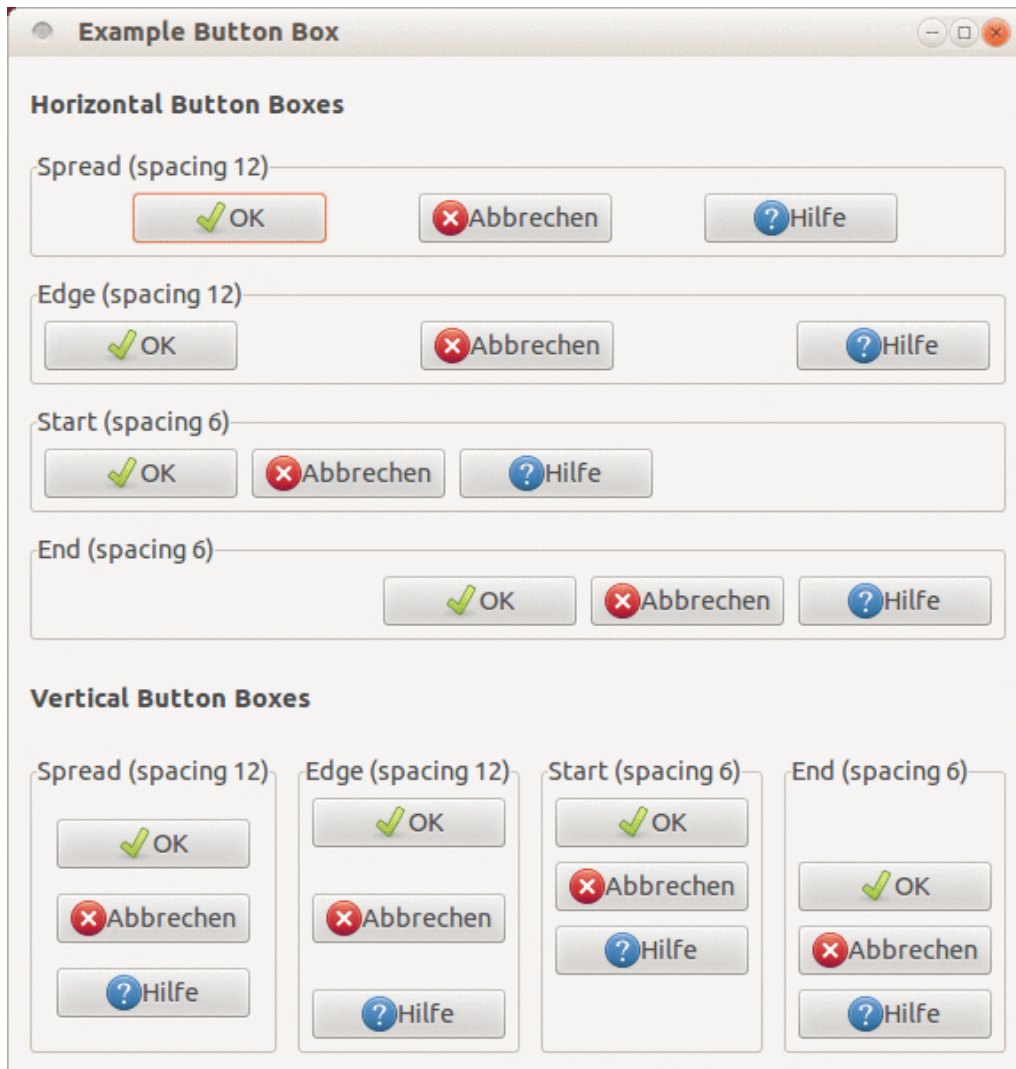 Example Button Box
Horizontal Button Boxes
Spread (spacing 12)
OK Abbrechen Hilfe
Edge (spacing 12)
OK Abbrechen Hilfe
Start (spacing 6)
OK Abbrechen Hilfe
End (spacing 6)
OK Abbrechen Hilfe
Vertical Button Boxes
Spread (spacing 12)
OK
Abbrechen
Hilfe
Edge (spacing 12)
OK
Abbrechen
Hilfe
Start (spacing 6)
OK
Abbrechen
Hilfe
End (spacing 6)
OK
Abbrechen
Hilfe